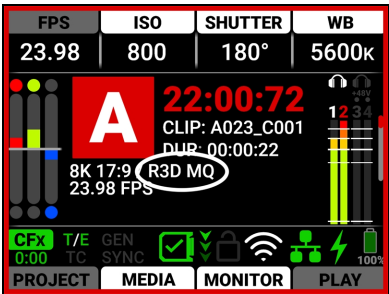 FPS ISO SHUTTER WB
23.98 800 180° 5600K
A
22:00:72
CLIP: A023_C001
DUR: 00:00:22
8K 17:9 R3D MQ
23.98 FPS
+48V
1 2 3 4
CFx T/E GEN
0:00 TC SYNC
100%
PROJECT MEDIA MONITOR PLAY